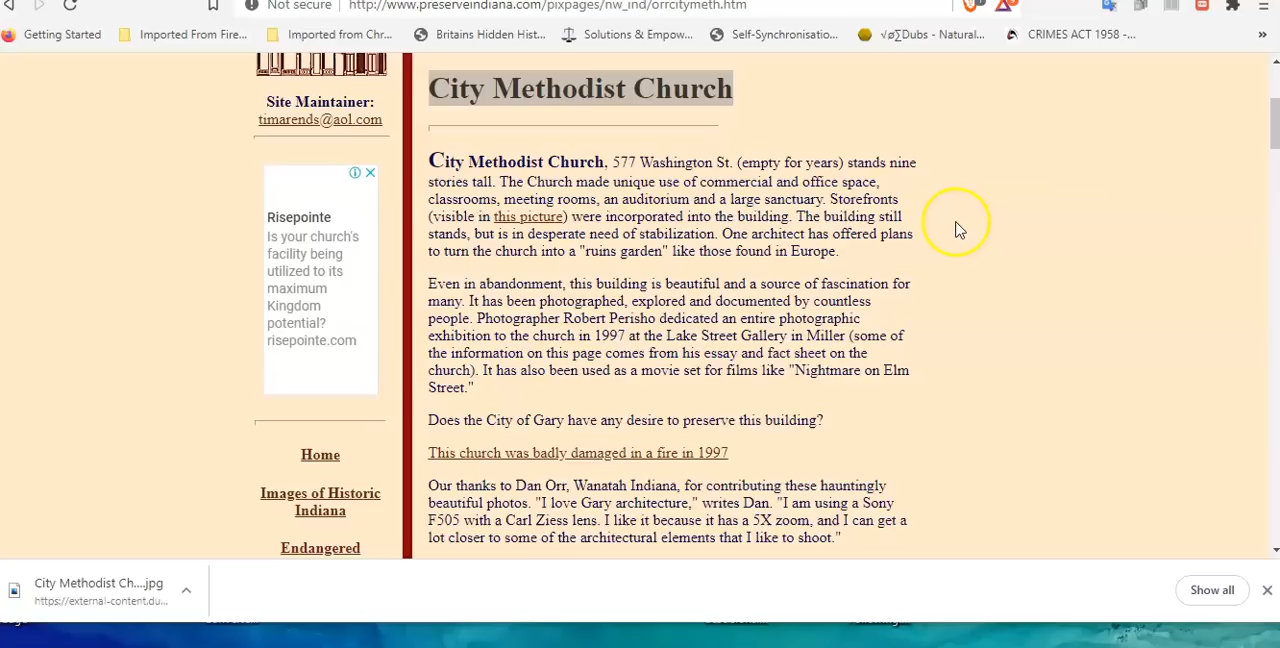 Not secure
http://www.preserveindiana.com/pixpages/nw_ind/orrcitymeth.htm
Getting Started
Imported From Fire...
Imported from Chr...
Britains Hidden Hist...
Solutions & Empow...
Self-Synchronisatio...
√ø∑Dubs - Natural...
CRIMES ACT 1958 -...
»
Site Maintainer:
timarends@aol.com
Risepointe
Is your church's
facility being
utilized to its
maximum
Kingdom
potential?
risepointe.com
Home
Images of Historic
Indiana
Endangered
City Methodist Church
City Methodist Church, 577 Washington St. (empty for years) stands nine
stories tall. The Church made unique use of commercial and office space,
classrooms, meeting rooms, an auditorium and a large sanctuary. Storefronts
(visible in this picture) were incorporated into the building. The building still
stands, but is in desperate need of stabilization. One architect has offered plans
to turn the church into a "ruins garden" like those found in Europe.
Even in abandonment, this building is beautiful and a source of fascination for
many. It has been photographed, explored and documented by countless
people. Photographer Robert Perisho dedicated an entire photographic
exhibition to the church in 1997 at the Lake Street Gallery in Miller (some of
the information on this page comes from his essay and fact sheet on the
church). It has also been used as a movie set for films like "Nightmare on Elm
Street."
Does the City of Gary have any desire to preserve this building?
This church was badly damaged in a fire in 1997
Our thanks to Dan Orr, Wanatah Indiana, for contributing these hauntingly
beautiful photos. "I love Gary architecture," writes Dan. "I am using a Sony
F505 with a Carl Ziess lens. I like it because it has a 5X zoom, and I can get a
lot closer to some of the architectural elements that I like to shoot."
City Methodist Ch....jpg
https://external-content.du...
Show all